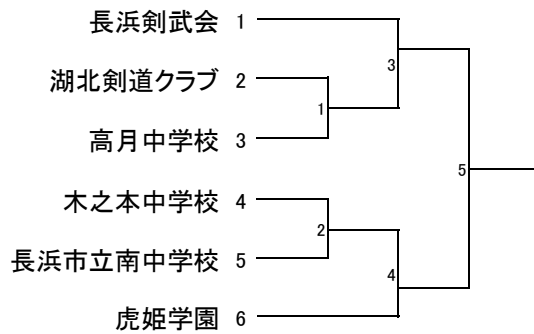 長浜剣武会 1
3
湖北剣道クラブ 2
1
高月中学校 3
5
木之本中学校 4
2
長浜市立南中学校 5
4
虎姫学園 6